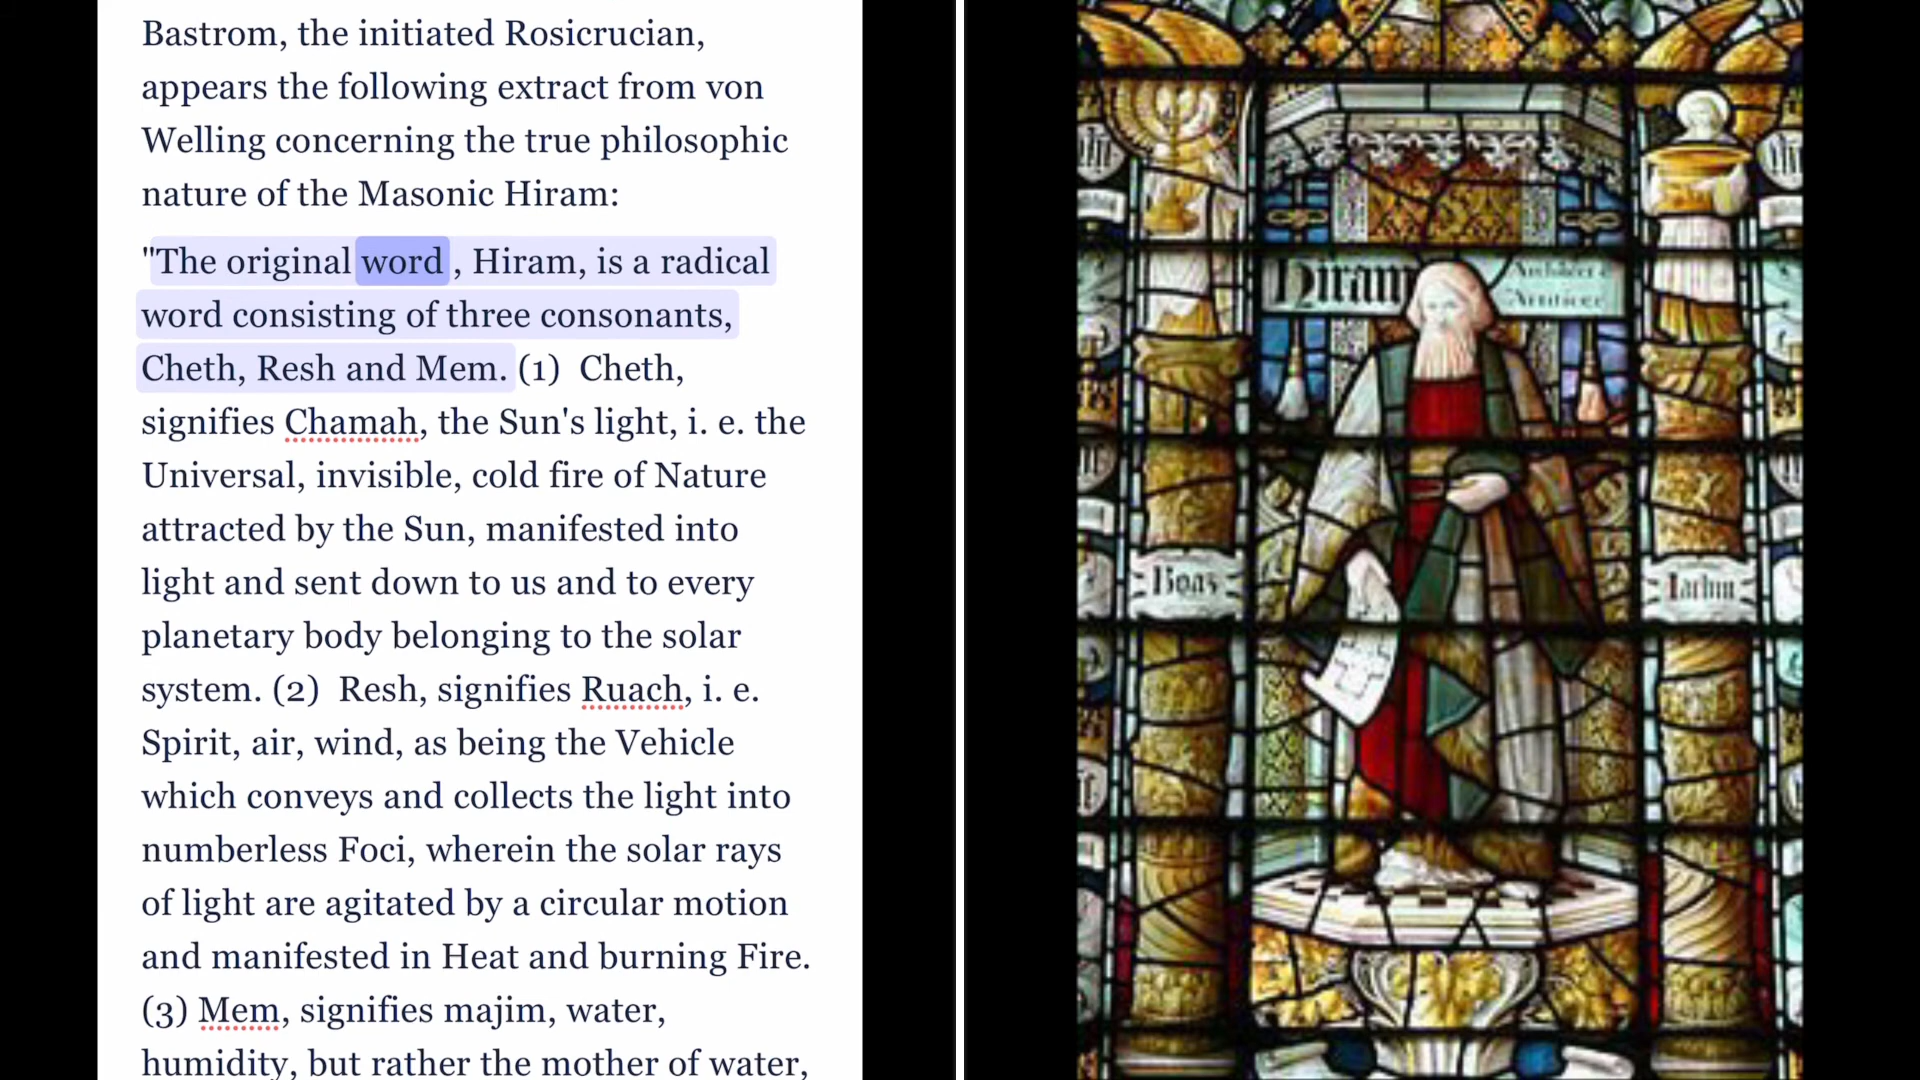 Bastrom, the initiated Rosicrucian,
appears the following extract from von
Welling concerning the true philosophic
nature of the Masonic Hiram:
"The original word , Hiram, is a radical
word consisting of three consonants,
Cheth, Resh and Mem. (1) Cheth,
signifies Chamah, the Sun's light, i. e. the
Universal, invisible, cold fire of Nature
attracted by the Sun, manifested into
light and sent down to us and to every
planetary body belonging to the solar
system. (2) Resh, signifies Ruach, i. e.
Spirit, air, wind, as being the Vehicle
which conveys and collects the light into
numberless Foci, wherein the solar rays
of light are agitated by a circular motion
and manifested in Heat and burning Fire.
(3) Mem, signifies majim, water,
humidity, but rather the mother of water,
Hiram
Architect &
Artificer
Boas
Iachin